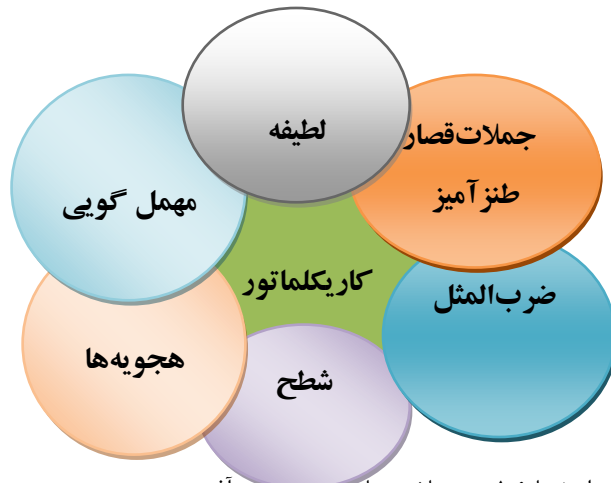 لطیفه
جملات‌قصار
طنزآمیز
مهمل گویی
کاریکلماتور
ضرب‌المثل
هجویه‌ها
شطح